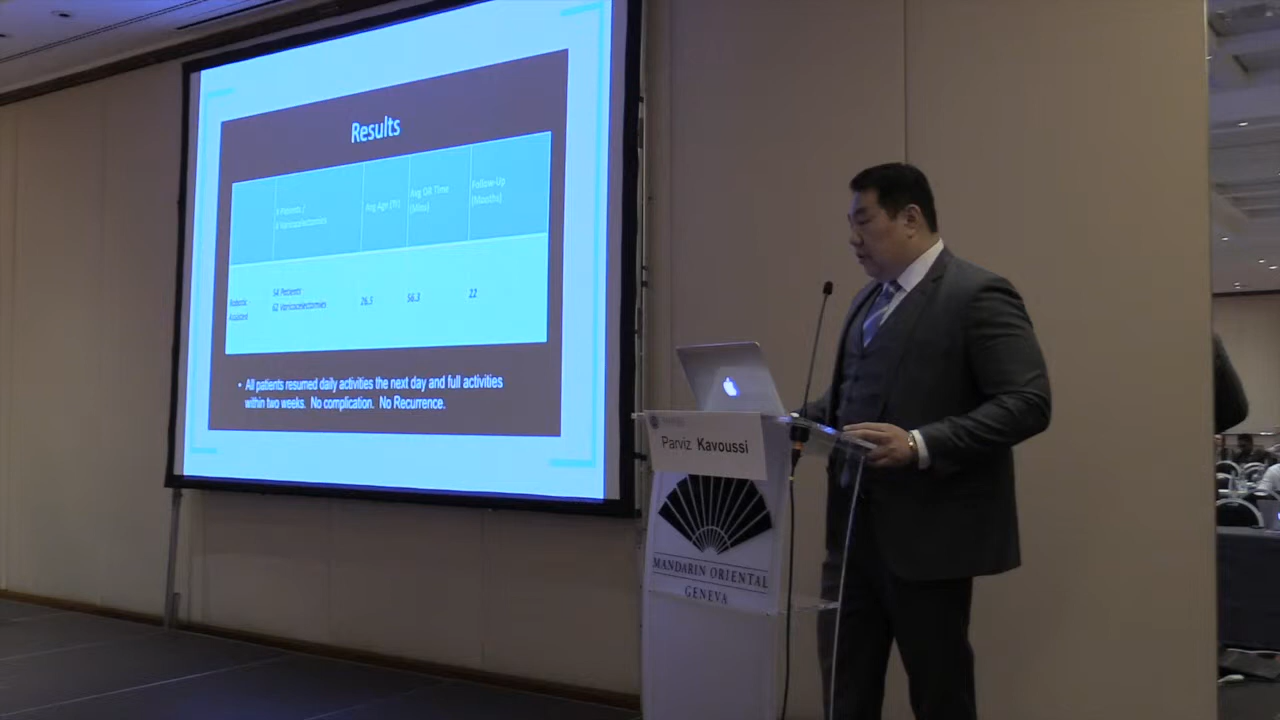 Results
# Patients /
# Varicocelectomies
Avg Age (Yr)
Avg OR Time
(Mins)
Follow-Up
(Months)
Robotic
Assisted
54 Patients
62 Varicocelectomies
26.5
56.3
22
• All patients resumed daily activities the next day and full activities
within two weeks. No complication. No Recurrence.
Parviz Kavoussi
MANDARIN ORIENTAL
GENEVA